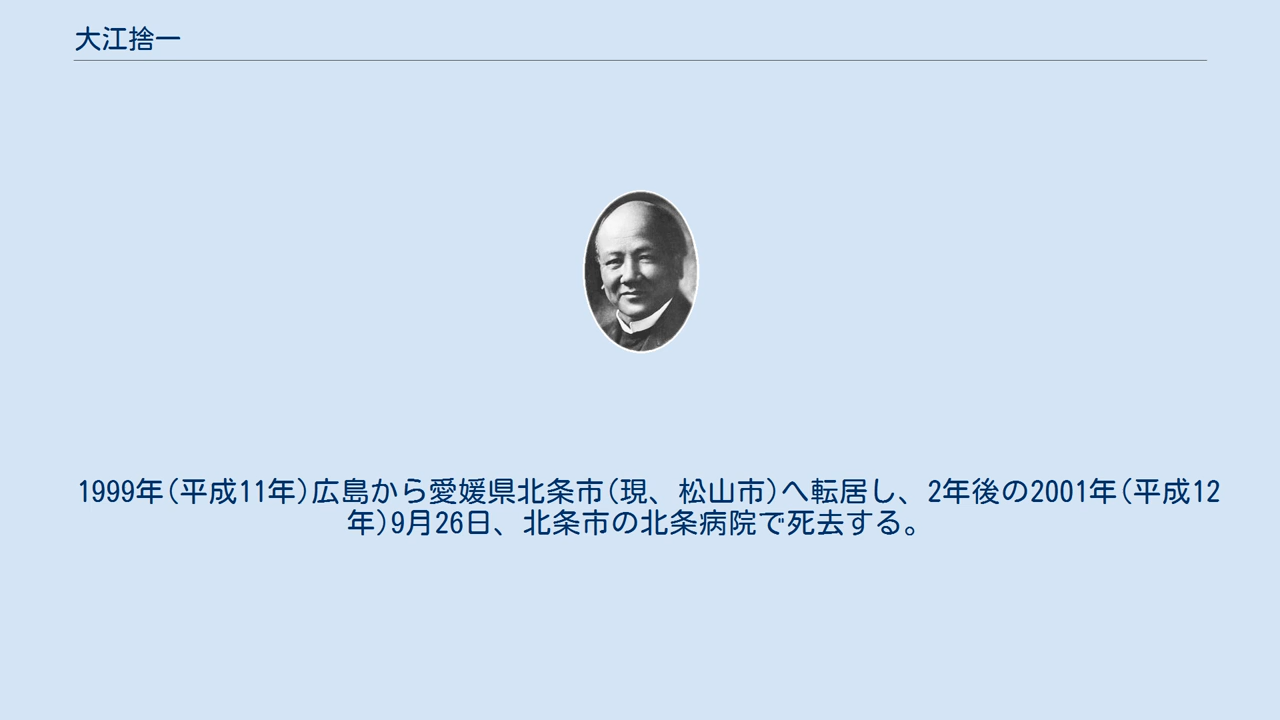 大江捨一
1999年(平成11年)広島から愛媛県北条市(現、松山市)へ転居し、2年後の2001年(平成12
年)9月26日、北条市の北条病院で死去する。